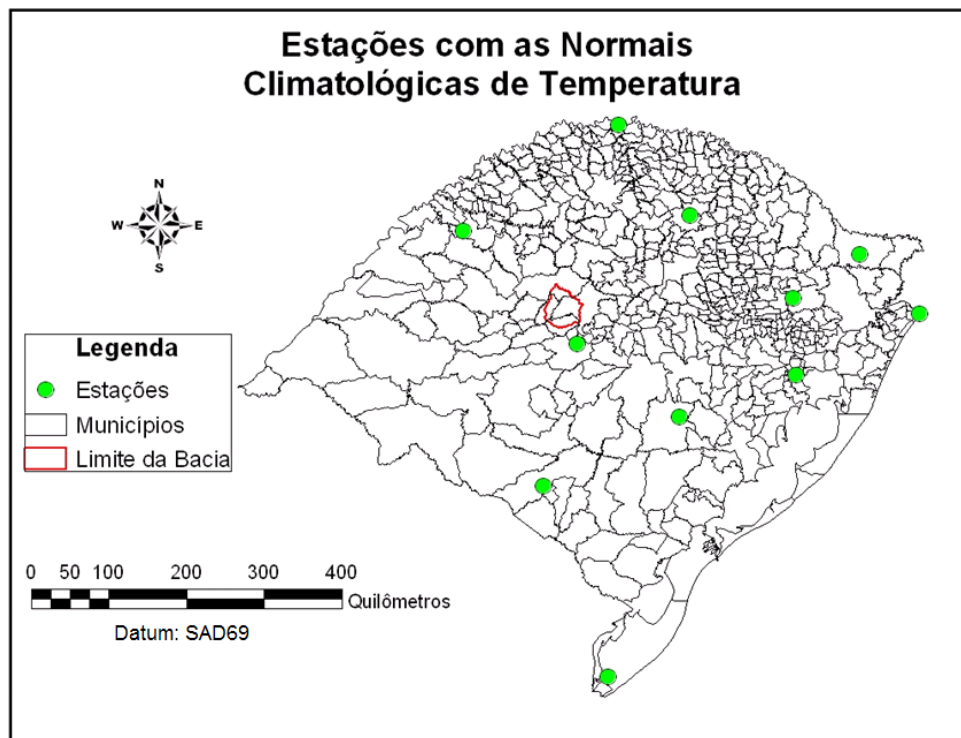 Estações com as Normais
Climatológicas de Temperatura
N
W E
S
Legenda
Estações
Municípios
Limite da Bacia
0 50 100 200 300 400
Quilômetros
Datum: SAD69